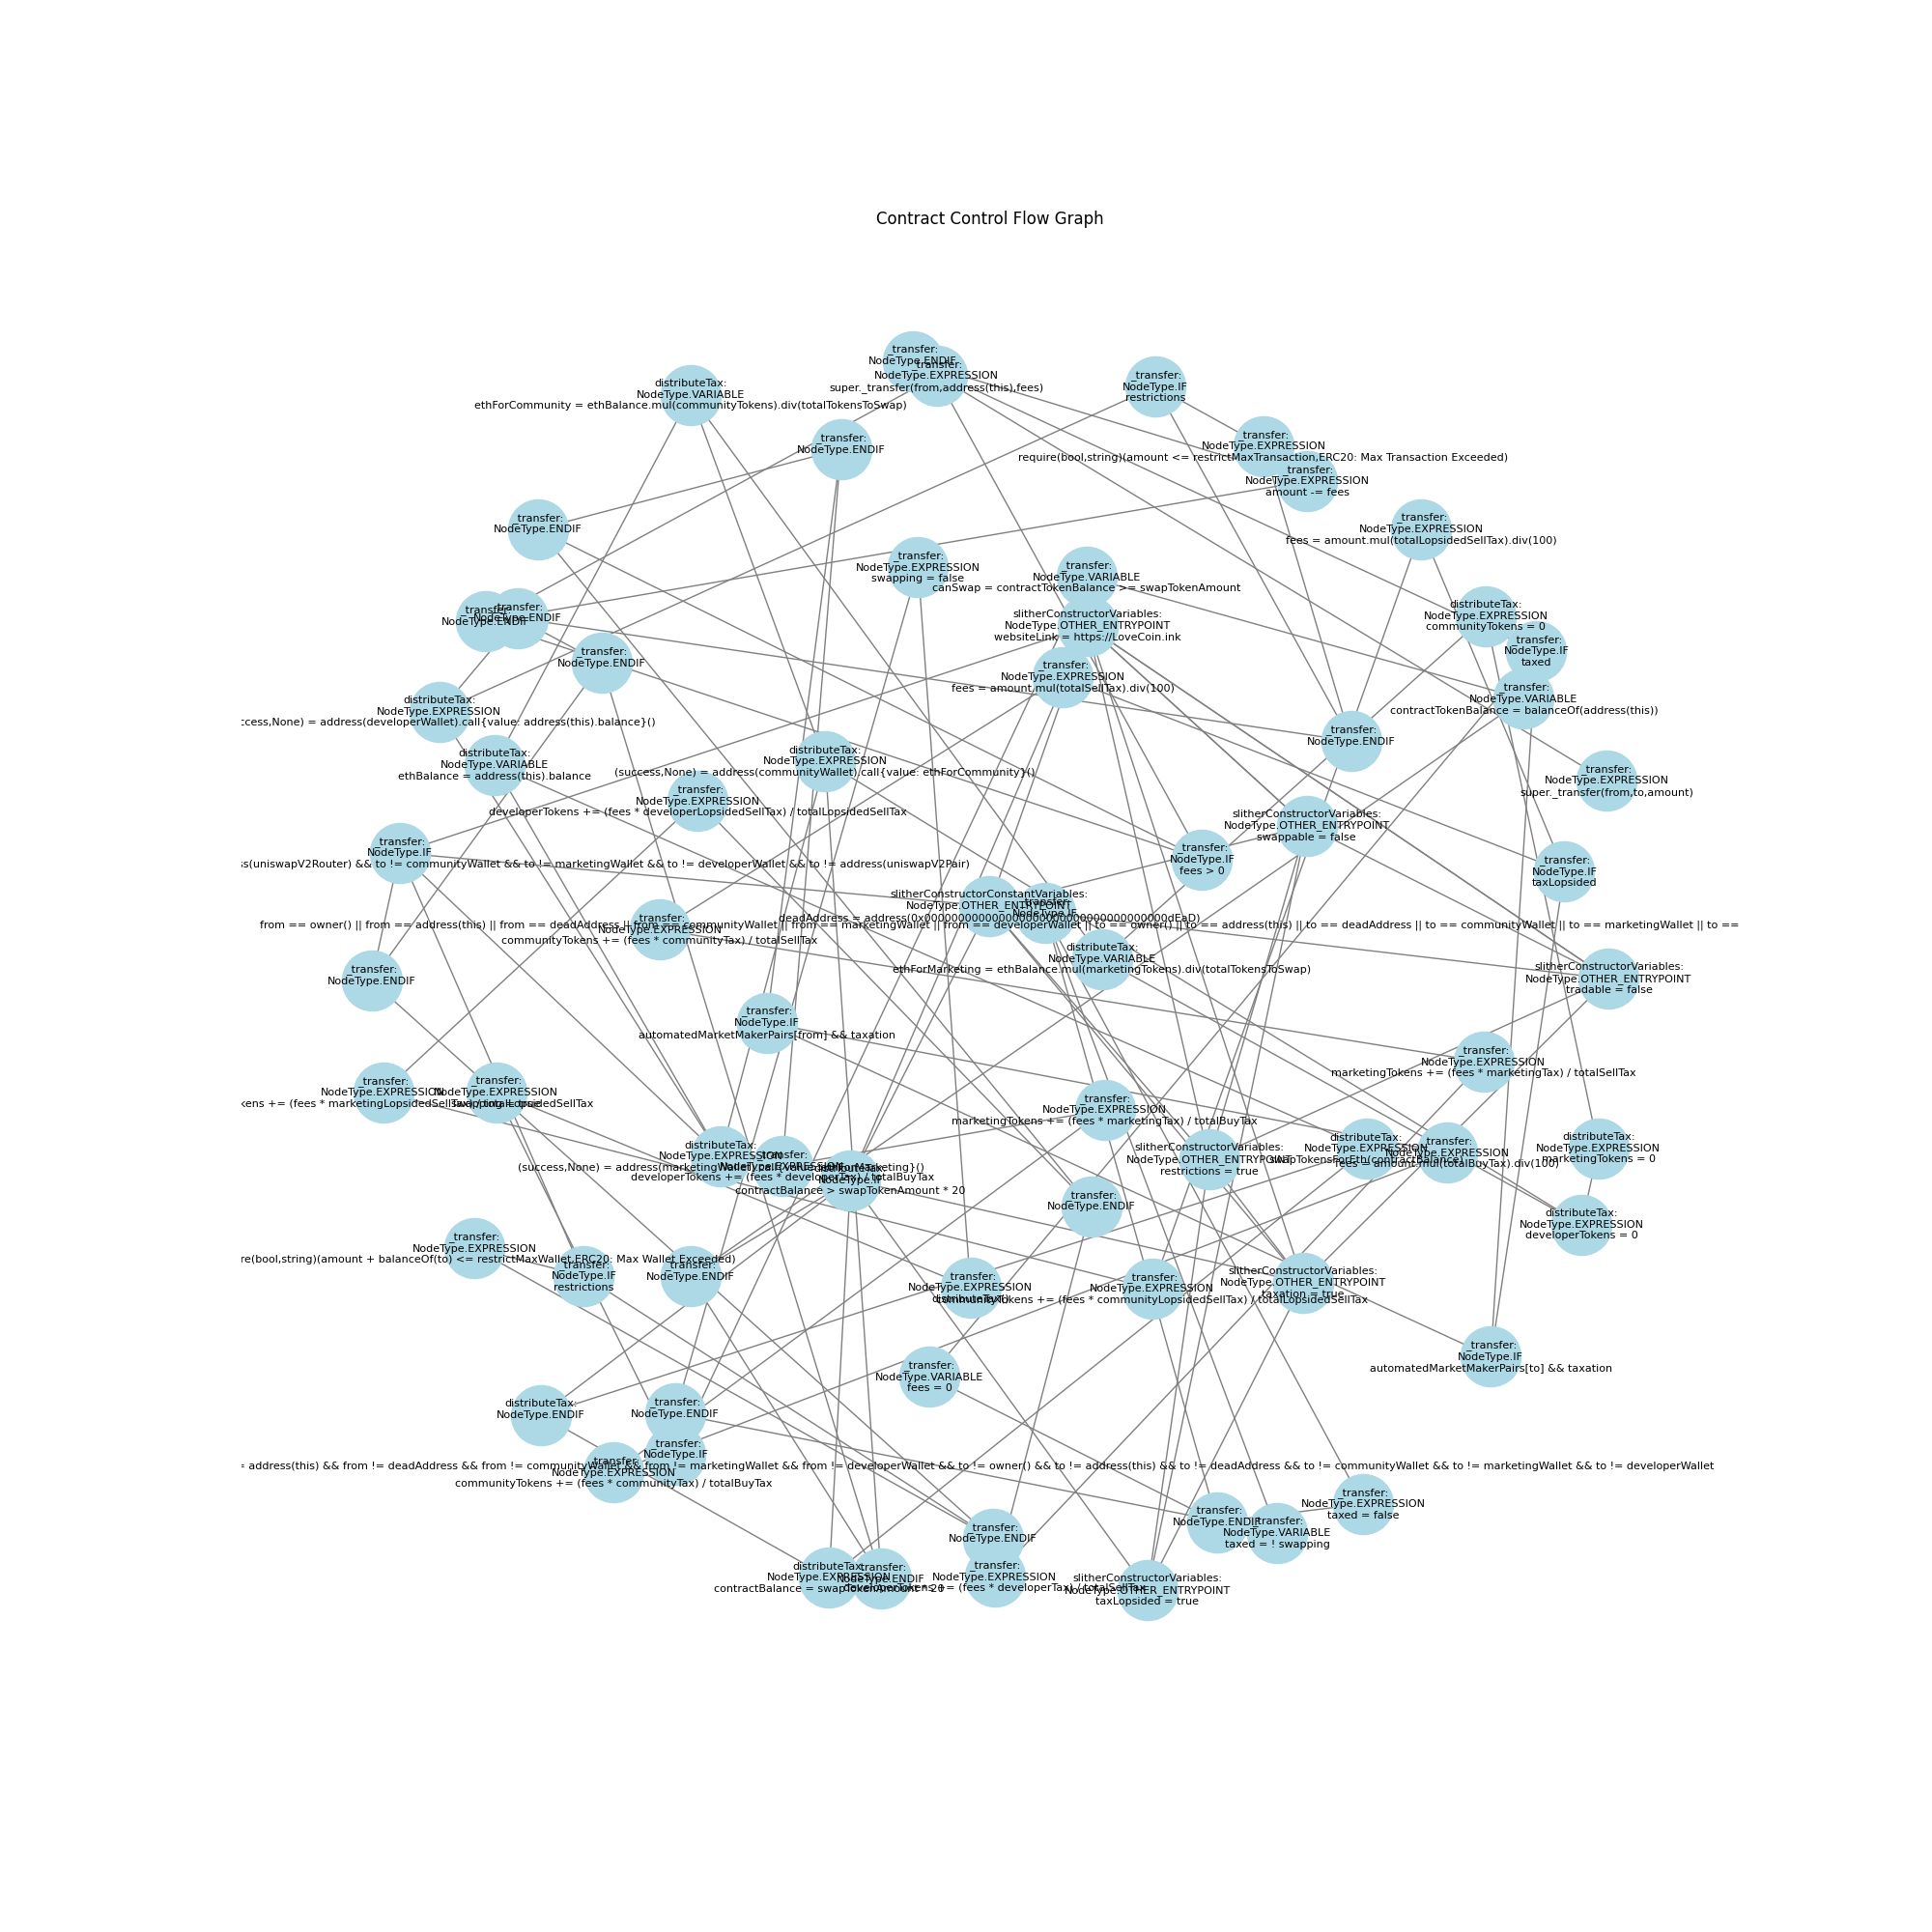 Contract Control Flow Graph
_transfer:
NodeType.ENDIF
_transfer:
NodeType.EXPRESSION
super._transfer(from,address(this),fees)
distributeTax:
NodeType.VARIABLE
ethForCommunity = ethBalance.mul(communityTokens).div(totalTokensToSwap)
_transfer:
NodeType.IF
restrictions
_transfer:
NodeType.ENDIF
_transfer:
NodeType.EXPRESSION
require(bool,string)(amount <= restrictMaxTransaction,ERC20: Max Transaction Exceeded)
_transfer:
NodeType.EXPRESSION
amount -= fees
_transfer:
NodeType.ENDIF
_transfer:
NodeType.EXPRESSION
fees = amount.mul(totalLopsidedSellTax).div(100)
_transfer:
NodeType.EXPRESSION
swapping = false
_transfer:
NodeType.VARIABLE
canSwap = contractTokenBalance >= swapTokenAmount
slitherConstructorVariables:
NodeType.OTHER_ENTRYPOINT
websiteLink = https://LoveCoin.ink
distributeTax:
NodeType.EXPRESSION
communityTokens = 0
_transfer:
NodeType.ENDIF
_transfer:
NodeType.ENDIF
_transfer:
NodeType.IF
taxed
_transfer:
NodeType.ENDIF
_transfer:
NodeType.EXPRESSION
fees = amount.mul(totalSellTax).div(100)
_transfer:
NodeType.VARIABLE
contractTokenBalance = balanceOf(address(this))
distributeTax:
NodeType.EXPRESSION
ccess,None) = address(developerWallet).call{value: address(this).balance}()
_transfer:
NodeType.ENDIF
distributeTax:
NodeType.VARIABLE
ethBalance = address(this).balance
distributeTax:
NodeType.EXPRESSION
(success,None) = address(communityWallet).call{value: ethForCommunity}()
_transfer:
NodeType.EXPRESSION
super._transfer(from,to,amount)
_transfer:
NodeType.EXPRESSION
developerTokens += (fees * developerLopsidedSellTax) / totalLopsidedSellTax
slitherConstructorVariables:
NodeType.OTHER_ENTRYPOINT
swappable = false
_transfer:
NodeType.IF
ss(uniswapV2Router) && to != communityWallet && to != marketingWallet && to != developerWallet && to != address(uniswapV2Pair)
_transfer:
NodeType.IF
fees > 0
_transfer:
NodeType.IF
taxLopsided
slitherConstructorConstantVariables:
NodeType.OTHER_ENTRYPOINT
deadAddress = address(0x000000000000000000000000000000000000dEaD)
_transfer:
NodeType.IF
from == owner() || from == address(this) || from == deadAddress || from == communityWallet || from == marketingWallet || from == developerWallet || to == owner() || to == address(this) || to == deadAddress || to == communityWallet || to == marketingWallet || to ==
_transfer:
NodeType.EXPRESSION
communityTokens += (fees * communityTax) / totalSellTax
distributeTax:
NodeType.VARIABLE
ethForMarketing = ethBalance.mul(marketingTokens).div(totalTokensToSwap)
_transfer:
NodeType.ENDIF
slitherConstructorVariables:
NodeType.OTHER_ENTRYPOINT
tradable = false
_transfer:
NodeType.IF
automatedMarketMakerPairs[from] && taxation
_transfer:
NodeType.EXPRESSION
marketingTokens += (fees * marketingTax) / totalSellTax
_transfer:
NodeType.EXPRESSION
kens += (fees * marketingLopsidedSellTax) / totalLopsidedSellTax
_transfer:
NodeType.EXPRESSION
swapping = true
_transfer:
NodeType.EXPRESSION
marketingTokens += (fees * marketingTax) / totalBuyTax
distributeTax:
NodeType.EXPRESSION
(success,None) = address(marketingWallet).call{value: ethForMarketing}()
_transfer:
NodeType.EXPRESSION
developerTokens += (fees * developerTax) / totalBuyTax
distributeTax:
NodeType.IF
contractBalance > swapTokenAmount * 20
slitherConstructorVariables:
NodeType.OTHER_ENTRYPOINT
restrictions = true
distributeTax:
NodeType.EXPRESSION
swapTokensForEth(contractBalance)
_transfer:
NodeType.EXPRESSION
fees = amount.mul(totalBuyTax).div(100)
distributeTax:
NodeType.EXPRESSION
marketingTokens = 0
_transfer:
NodeType.ENDIF
distributeTax:
NodeType.EXPRESSION
developerTokens = 0
_transfer:
NodeType.EXPRESSION
re(bool,string)(amount + balanceOf(to) <= restrictMaxWallet,ERC20: Max Wallet Exceeded)
_transfer:
NodeType.IF
restrictions
_transfer:
NodeType.ENDIF
_transfer:
NodeType.EXPRESSION
distributeTax()
_transfer:
NodeType.EXPRESSION
communityTokens += (fees * communityLopsidedSellTax) / totalLopsidedSellTax
slitherConstructorVariables:
NodeType.OTHER_ENTRYPOINT
taxation = true
_transfer:
NodeType.IF
automatedMarketMakerPairs[to] && taxation
_transfer:
NodeType.VARIABLE
fees = 0
distributeTax:
NodeType.ENDIF
_transfer:
NodeType.ENDIF
_transfer:
NodeType.IF
= address(this) && from != deadAddress && from != communityWallet && from != marketingWallet && from != developerWallet && to != owner() && to != address(this) && to != deadAddress && to != communityWallet && to != marketingWallet && to != developerWallet
_transfer:
NodeType.EXPRESSION
communityTokens += (fees * communityTax) / totalBuyTax
_transfer:
NodeType.EXPRESSION
taxed = false
_transfer:
NodeType.ENDIF
_transfer:
NodeType.VARIABLE
taxed = ! swapping
_transfer:
NodeType.ENDIF
distributeTax:
NodeType.EXPRESSION
contractBalance = swapTokenAmount * 20
_transfer:
NodeType.ENDIF
_transfer:
NodeType.EXPRESSION
developerTokens += (fees * developerTax) / totalSellTax
slitherConstructorVariables:
NodeType.OTHER_ENTRYPOINT
taxLopsided = true